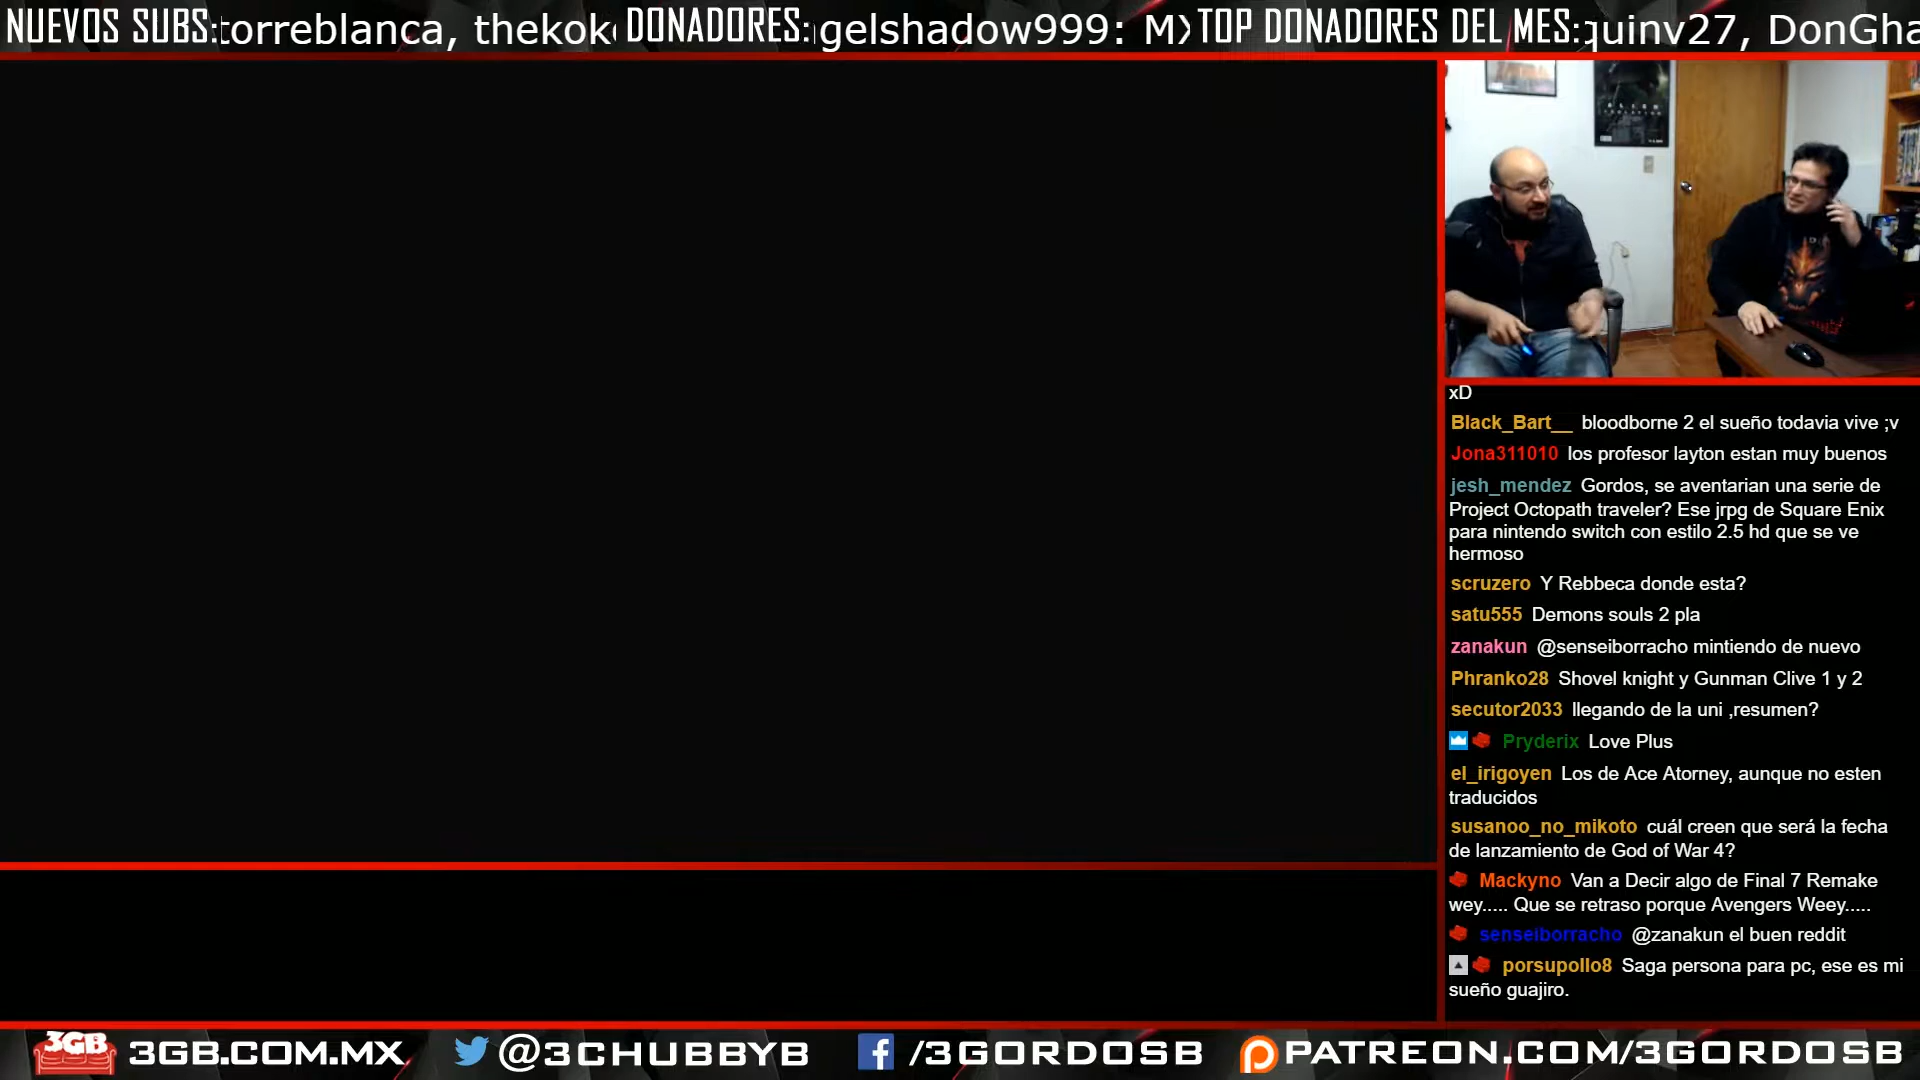 NUEVOS SUBS: torreblanca, thekok DONADORES: gelshadow999: MX TOP DONADORES DEL MES: quinv27, DonGha
ALIEN
xD
Black_Bart__ bloodborne 2 el sueño todavia vive ;v
Jona311010 los profesor layton estan muy buenos
jesh_mendez Gordos, se aventarian una serie de
Project Octopath traveler? Ese jrpg de Square Enix
para nintendo switch con estilo 2.5 hd que se ve
hermoso
scruzero Y Rebbeca donde esta?
satu555 Demons souls 2 pla
zanakun @senseiborracho mintiendo de nuevo
Phranko28 Shovel knight y Gunman Clive 1 y 2
secutor2033 llegando de la uni ,resumen?
Pryderix Love Plus
el_irigoyen Los de Ace Atorney, aunque no esten
traducidos
susanoo_no_mikoto cuál creen que será la fecha
de lanzamiento de God of War 4?
Mackyno Van a Decir algo de Final 7 Remake
wey..... Que se retraso porque Avengers Weey.....
senseiborracho @zanakun el buen reddit
porsupollo8 Saga persona para pc, ese es mi
sueño guajiro.
3GB 3GB.COM.MX @3CHUBBYB /3GORDOSB PATREON.COM/3GORDOSB